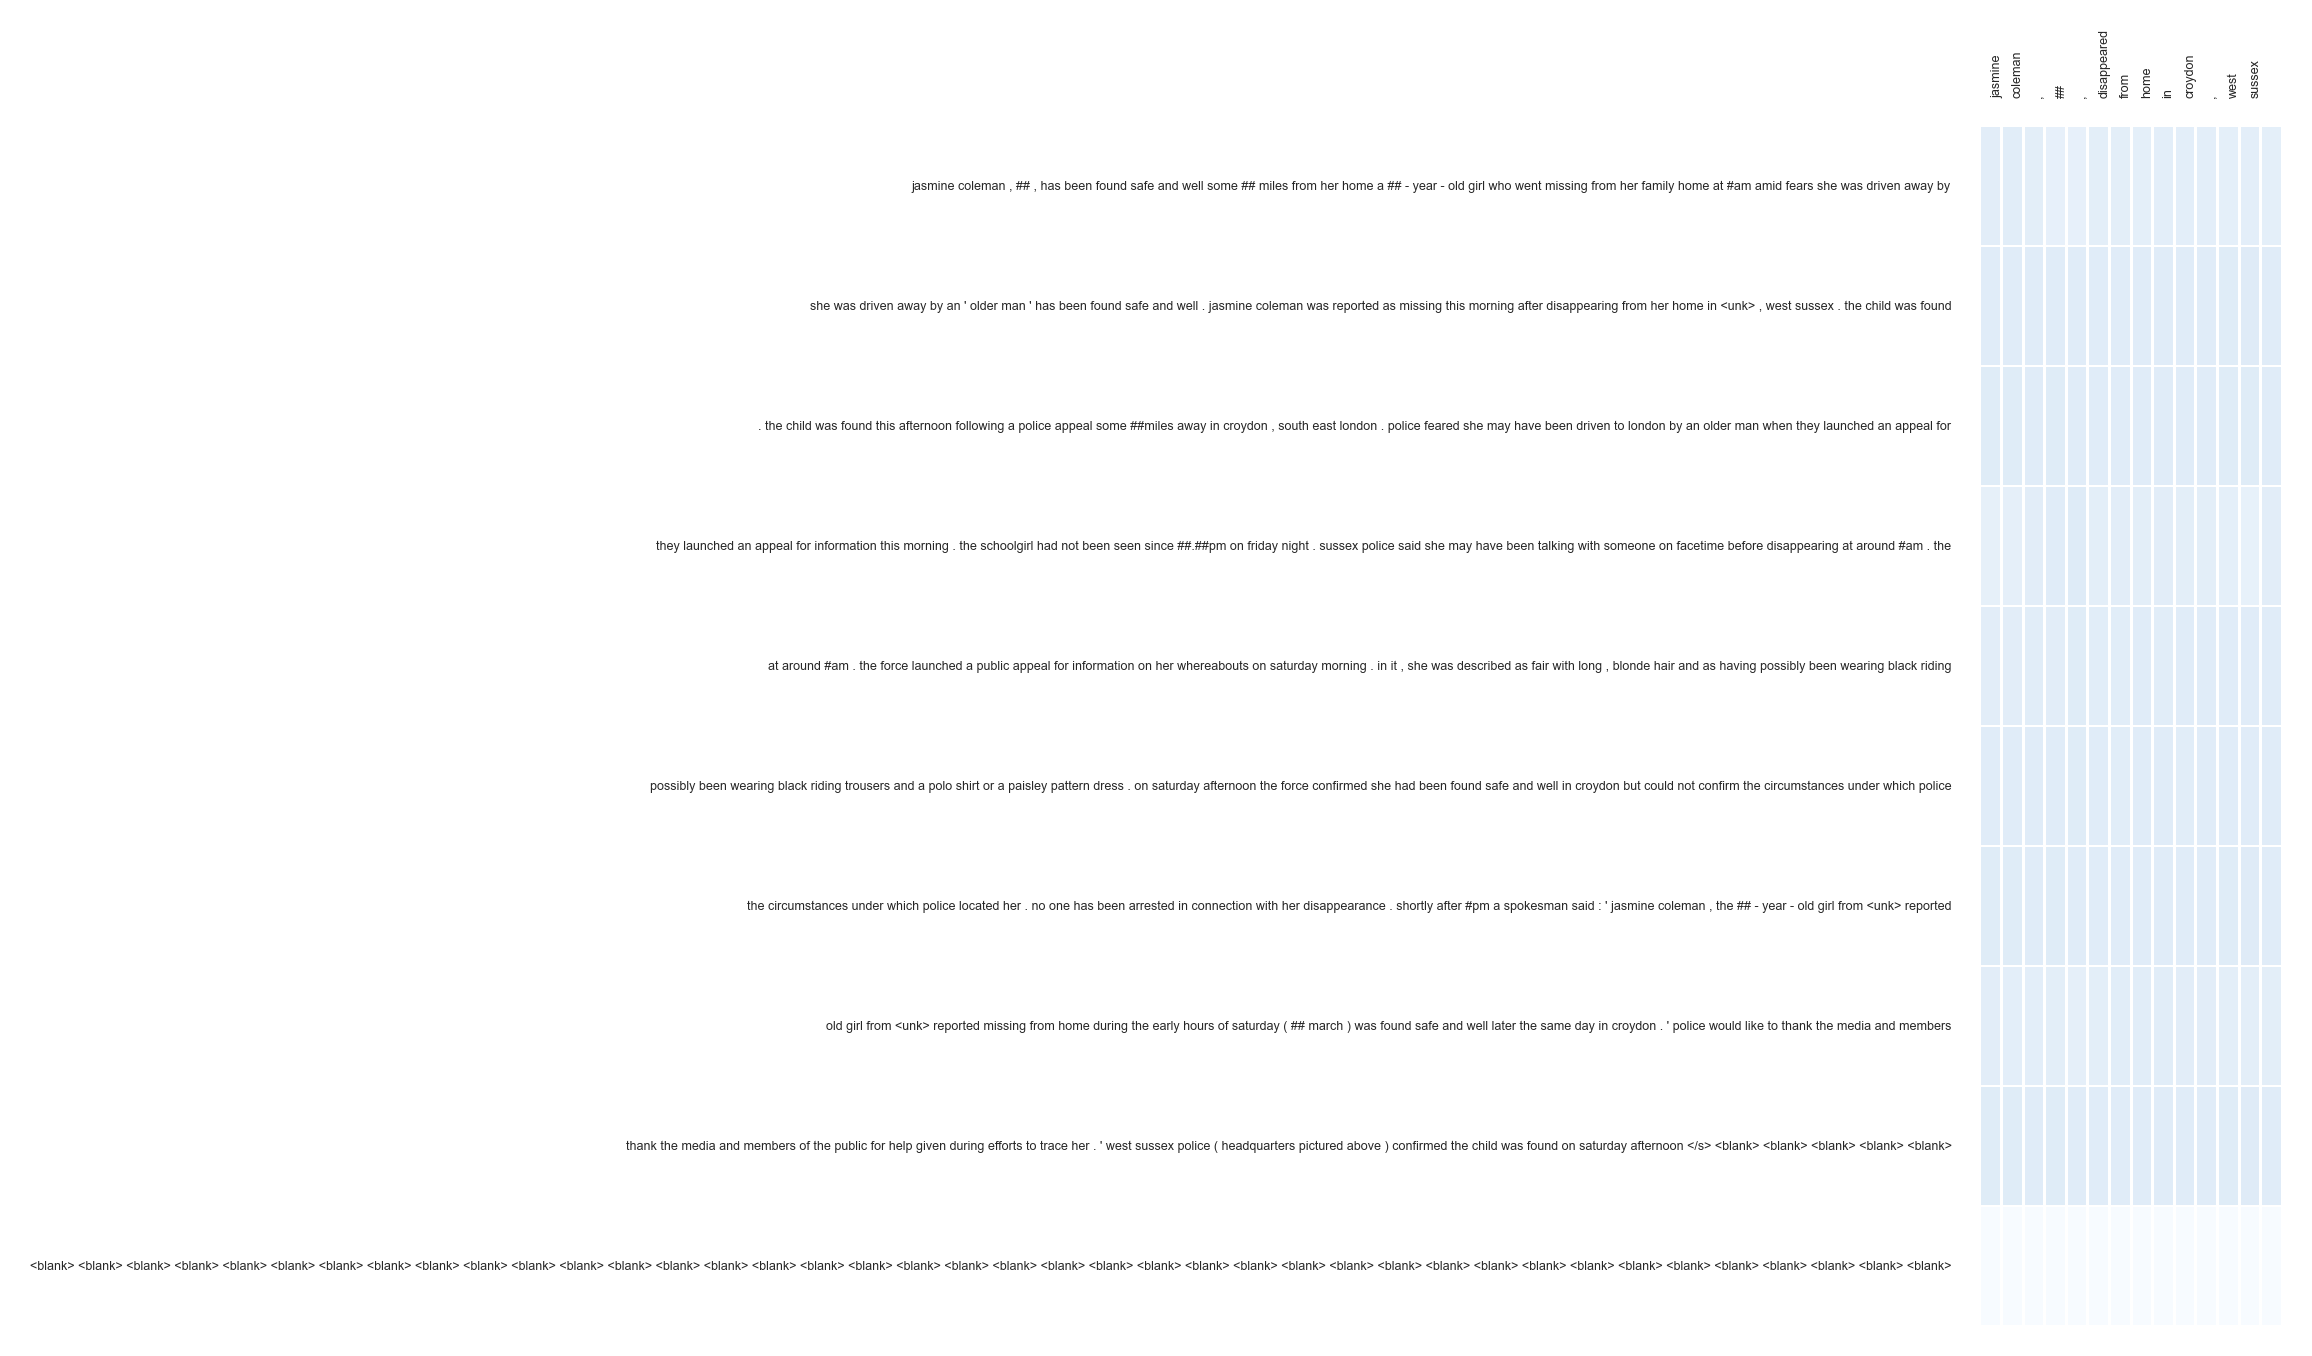 jasmine coleman , ## , disappeared from home in croydon , west sussex
jasmine coleman , ## , has been found safe and well some ## miles from her home a ## - year - old girl who went missing from her family home at #am amid fears she was driven away by
she was driven away by an ' older man ' has been found safe and well . jasmine coleman was reported as missing this morning after disappearing from her home in <unk> , west sussex . the child was found
. the child was found this afternoon following a police appeal some ##miles away in croydon , south east london . police feared she may have been driven to london by an older man when they launched an appeal for
they launched an appeal for information this morning . the schoolgirl had not been seen since ##.##pm on friday night . sussex police said she may have been talking with someone on facetime before disappearing at around #am . the
at around #am . the force launched a public appeal for information on her whereabouts on saturday morning . in it , she was described as fair with long , blonde hair and as having possibly been wearing black riding
possibly been wearing black riding trousers and a polo shirt or a paisley pattern dress . on saturday afternoon the force confirmed she had been found safe and well in croydon but could not confirm the circumstances under which police
the circumstances under which police located her . no one has been arrested in connection with her disappearance . shortly after #pm a spokesman said : ' jasmine coleman , the ## - year - old girl from <unk> reported
old girl from <unk> reported missing from home during the early hours of saturday ( ## march ) was found safe and well later the same day in croydon . ' police would like to thank the media and members
thank the media and members of the public for help given during efforts to trace her . ' west sussex police ( headquarters pictured above ) confirmed the child was found on saturday afternoon </s> <blank> <blank> <blank> <blank> <blank>
<blank> <blank> <blank> <blank> <blank> <blank> <blank> <blank> <blank> <blank> <blank> <blank> <blank> <blank> <blank> <blank> <blank> <blank> <blank> <blank> <blank> <blank> <blank> <blank> <blank> <blank> <blank> <blank> <blank> <blank> <blank> <blank> <blank> <blank> <blank> <blank> <blank> <blank> <blank> <blank>